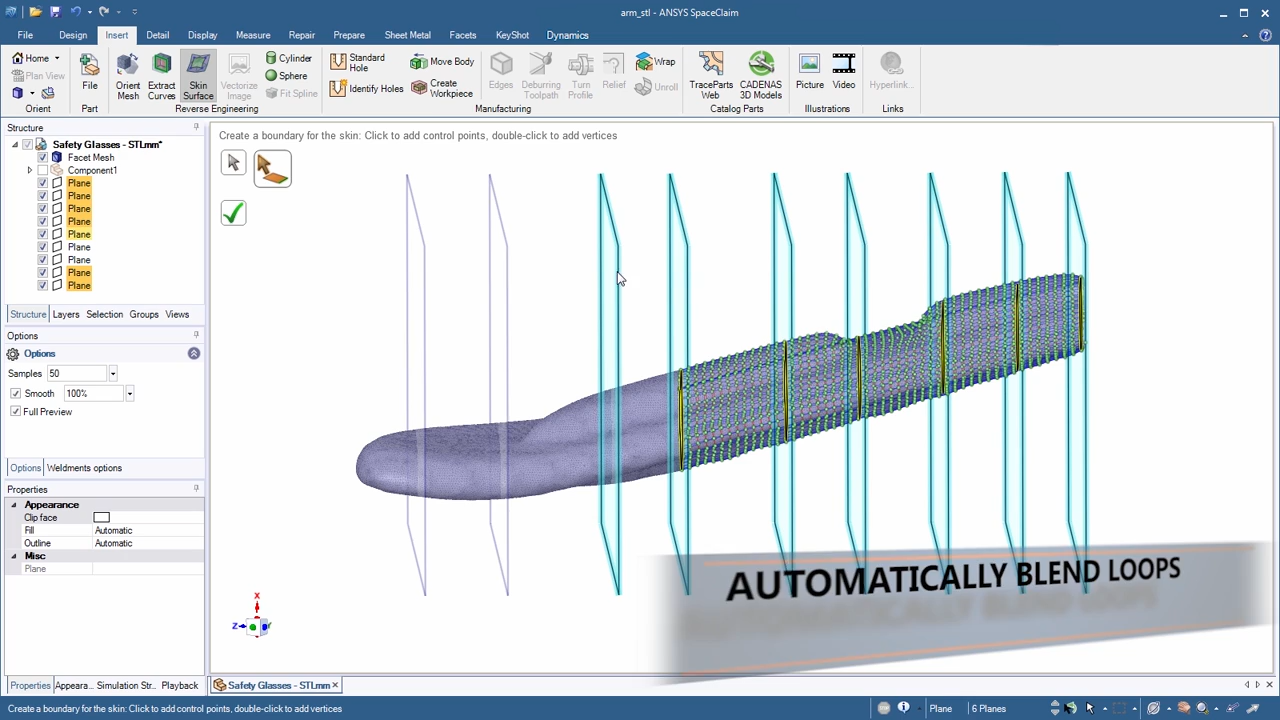 arm_stl - ANSYS SpaceClaim
File Design Insert Detail Display Measure Repair Prepare Sheet Metal Facets KeyShot Dynamics
Home
Plan View
Orient
File
Part
Orient Mesh
Extract Curves
Skin Surface
Vectorize Image
Cylinder
Sphere
Fit Spline
Reverse Engineering
Standard Hole
Identify Holes
Move Body
Create Workpiece
Edges
Deburring Toolpath
Turn Profile
Relief
Wrap
Unroll
Manufacturing
TraceParts Web
CADENAS 3D Models
Catalog Parts
Picture
Video
Illustrations
Hyperlink...
Links
Structure
Safety Glasses - STLmm*
Facet Mesh
Component1
Plane
Plane
Plane
Plane
Plane
Plane
Plane
Plane
Plane
Structure Layers Selection Groups Views
Options
Options
Samples 50
Smooth 100%
Full Preview
Options Weldments options
Properties
Appearance
Clip face
Fill Automatic
Outline Automatic
Misc
Plane
Properties Appeara... Simulation Str... Playback
Create a boundary for the skin: Click to add control points, double-click to add vertices
X
Z
AUTOMATICALLY BLEND LOOPS
Safety Glasses - STLmm
Create a boundary for the skin: Click to add control points, double-click to add vertices
Plane 6 Planes